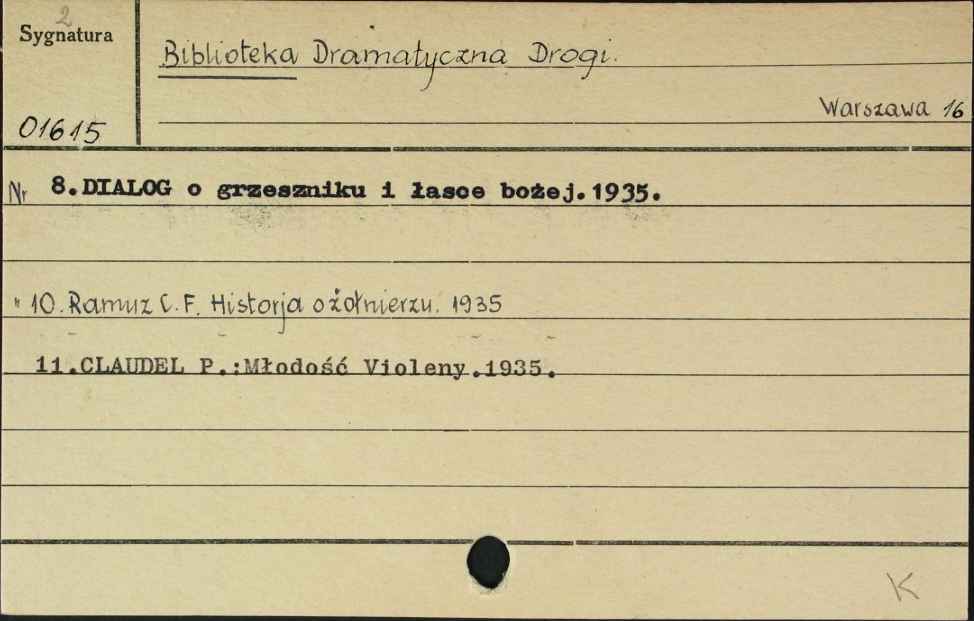 2
Sygnatura
Biblioteka Dramatyczna Drogi.
Warszawa 16
01615
Nr 8.DIALOG o grzeszniku i łasce bożej.1935.
" 10. Ramuz C.F. Historja o żołnierzu. 1935
11.CLAUDEL P.:Młodość Violeny.1935.
K